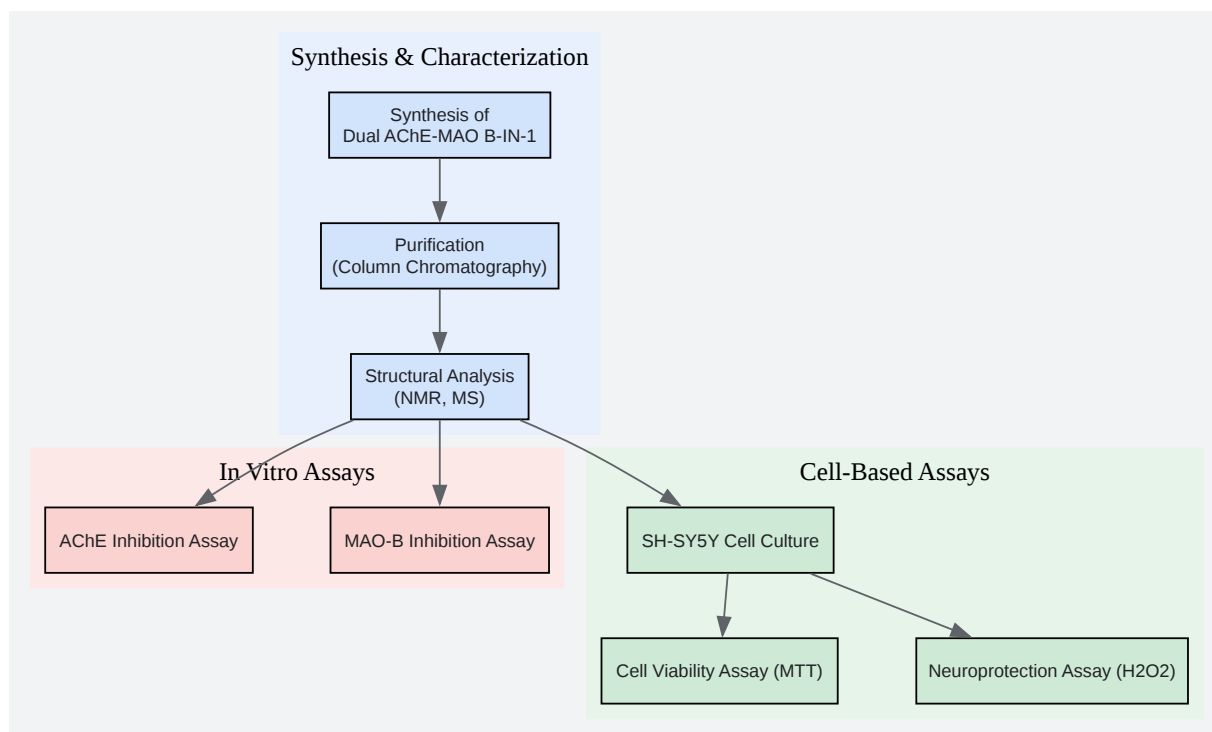 Synthesis & Characterization
Synthesis of
Dual AChE-MAO B-IN-1
Purification
(Column Chromatography)
Structural Analysis
(NMR, MS)
In Vitro Assays
AChE Inhibition Assay
MAO-B Inhibition Assay
Cell-Based Assays
SH-SY5Y Cell Culture
Cell Viability Assay (MTT)
Neuroprotection Assay (H2O2)